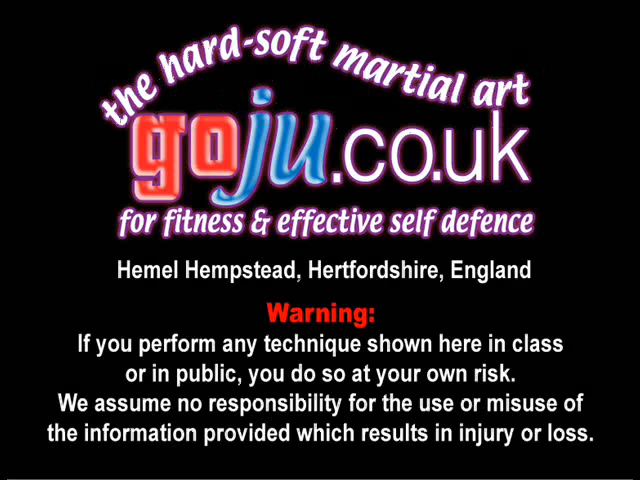 the hard-soft martial art
goju.co.uk
for fitness & effective self defence
Hemel Hempstead, Hertfordshire, England
Warning:
If you perform any technique shown here in class
or in public, you do so at your own risk.
We assume no responsibility for the use or misuse of
the information provided which results in injury or loss.